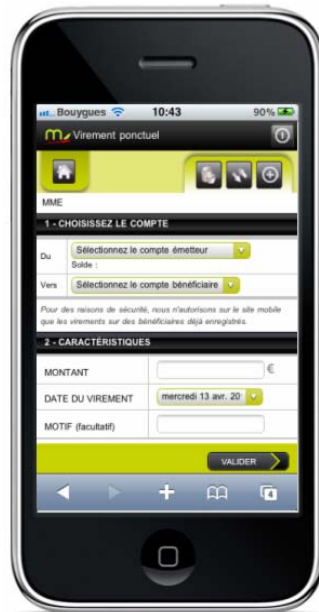 Bouygues 10:43 90%
m Virement ponctuel
MME
1 - CHOISISSEZ LE COMPTE
Du Sélectionnez le compte émetteur
Solde :
Vers Sélectionnez le compte bénéficiaire
Pour des raisons de sécurité, nous n'autorisons sur le site mobile
que les virements sur des bénéficiaires déjà enregistrés.
2 - CARACTÉRISTIQUES
MONTANT €
DATE DU VIREMENT mercredi 13 avr. 20
MOTIF (facultatif)
VALIDER
4